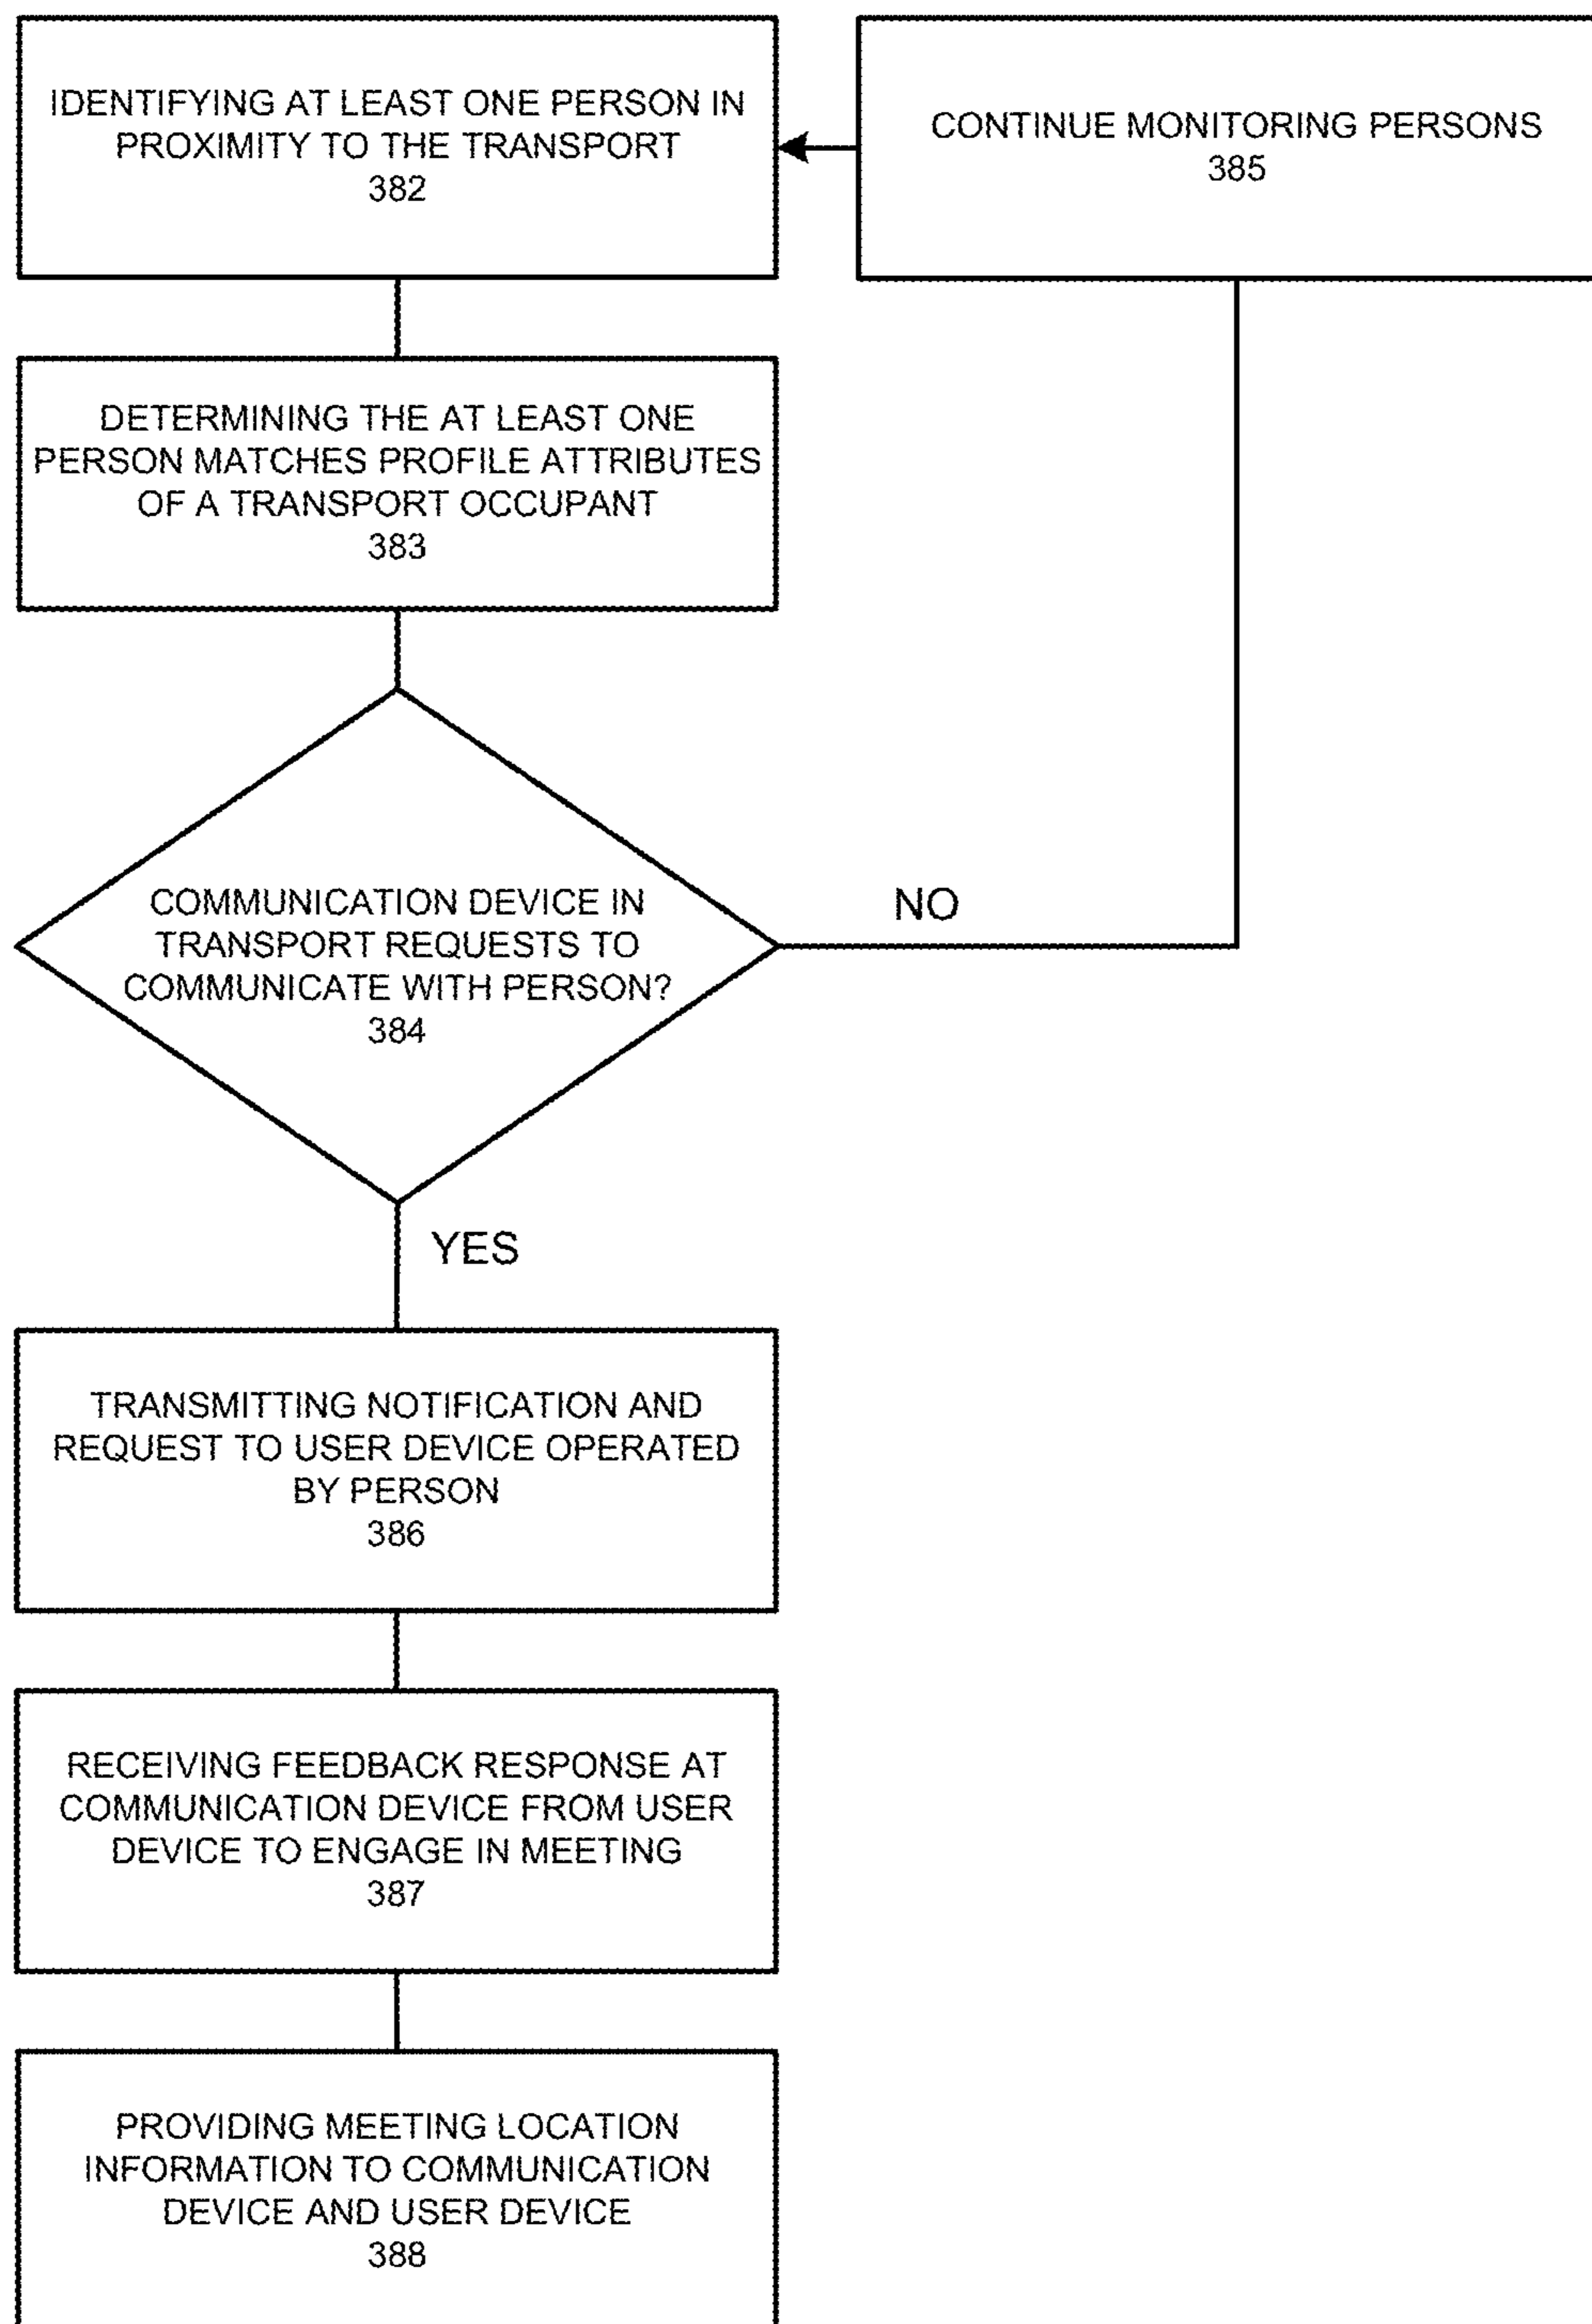 IDENTIFYING AT LEAST ONE PERSON IN
PROXIMITY TO THE TRANSPORT
382
CONTINUE MONITORING PERSONS
385
DETERMINING THE AT LEAST ONE
PERSON MATCHES PROFILE ATTRIBUTES
OF A TRANSPORT OCCUPANT
383
COMMUNICATION DEVICE IN
TRANSPORT REQUESTS TO
COMMUNICATE WITH PERSON?
384
NO
YES
TRANSMITTING NOTIFICATION AND
REQUEST TO USER DEVICE OPERATED
BY PERSON
386
RECEIVING FEEDBACK RESPONSE AT
COMMUNICATION DEVICE FROM USER
DEVICE TO ENGAGE IN MEETING
387
PROVIDING MEETING LOCATION
INFORMATION TO COMMUNICATION
DEVICE AND USER DEVICE
388